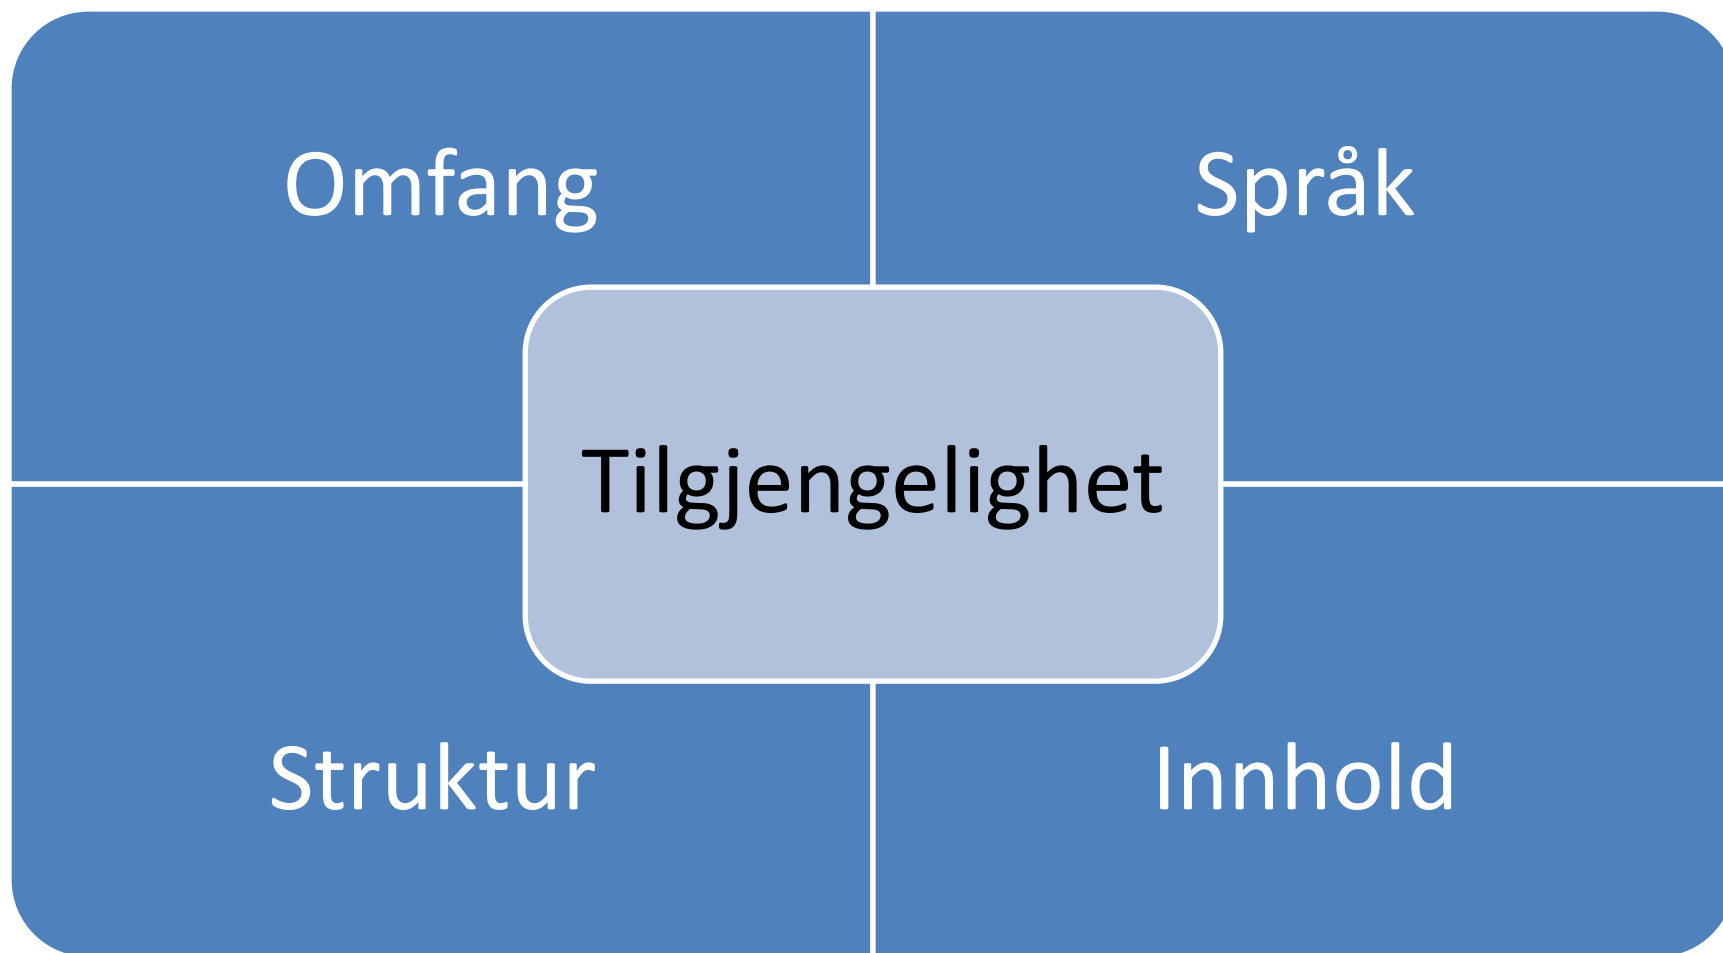 Omfang
Språk
Tilgjengelighet
Struktur
Innhold